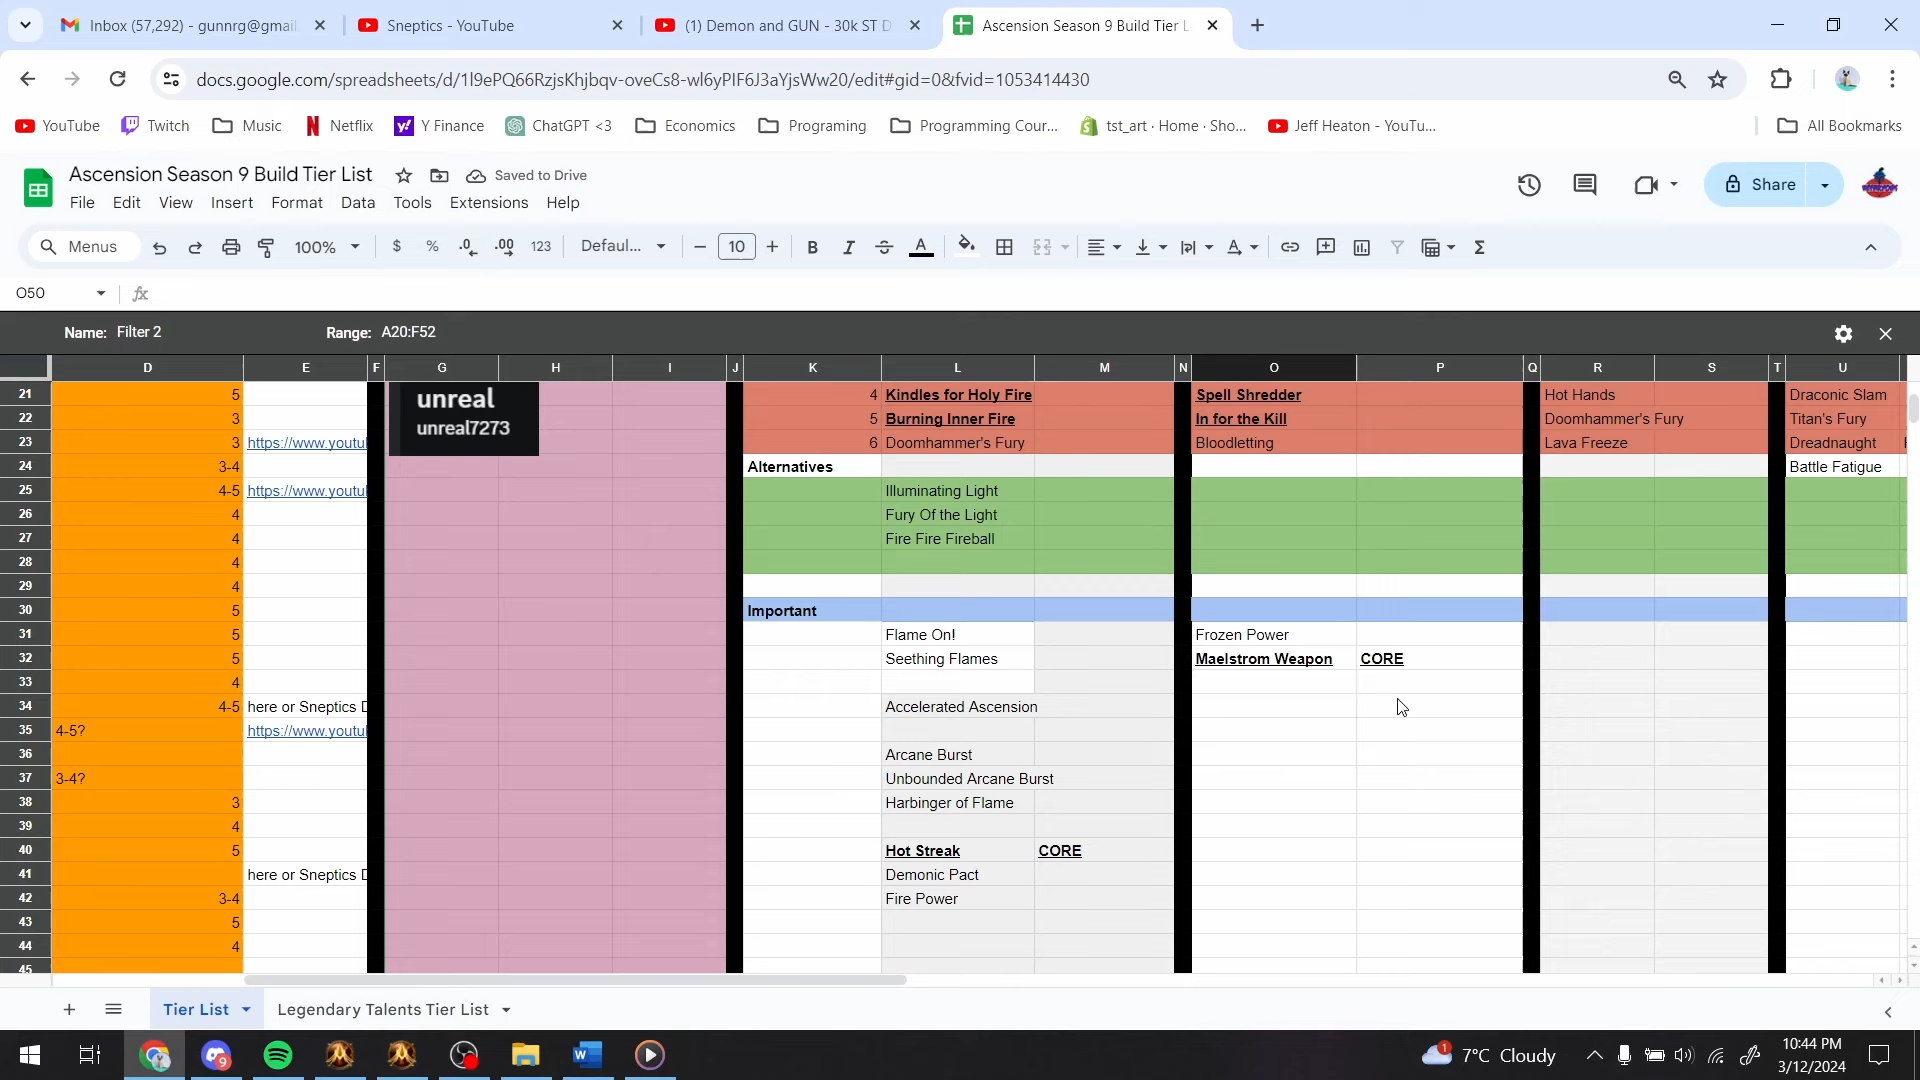 Inbox (57,292) - gunnrg@gmai
Sneptics - YouTube
(1) Demon and GUN - 30k ST D
Ascension Season 9 Build Tier L
docs.google.com/spreadsheets/d/1l9ePQ66RzjsKhjbqv-oveCs8-wl6yPIF6J3aYjsWw20/edit#gid=0&fvid=1053414430
YouTube Twitch Music Netflix Y Finance ChatGPT <3 Economics Programing Programming Cour... tst_art · Home · Sho... Jeff Heaton - YouTu... All Bookmarks
Ascension Season 9 Build Tier List Saved to Drive
Share
File Edit View Insert Format Data Tools Extensions Help
Menus 100% $ % .0 .00 123 Defaul... 10
O50
Name: Filter 2 Range: A20:F52
D E F G H I J K L M N O P Q R S T U
21 5 unreal 4 Kindles for Holy Fire Spell Shredder Hot Hands Draconic Slam
22 3 unreal7273 5 Burning Inner Fire In for the Kill Doomhammer's Fury Titan's Fury
23 3 https://www.youtu 6 Doomhammer's Fury Bloodletting Lava Freeze Dreadnaught
24 3-4 Alternatives Battle Fatigue
25 4-5 https://www.youtu Illuminating Light
26 4 Fury Of the Light
27 4 Fire Fire Fireball
28 4
29 4
30 5 Important
31 5 Flame On! Frozen Power
32 5 Seething Flames Maelstrom Weapon CORE
33 4
34 4-5 here or Sneptics D Accelerated Ascension
35 4-5? https://www.youtu
36 Arcane Burst
37 3-4? Unbounded Arcane Burst
38 3 Harbinger of Flame
39 4
40 5 Hot Streak CORE
41 here or Sneptics D Demonic Pact
42 3-4 Fire Power
43 5
44 4
45
Tier List Legendary Talents Tier List
7°C Cloudy
10:44 PM
3/12/2024